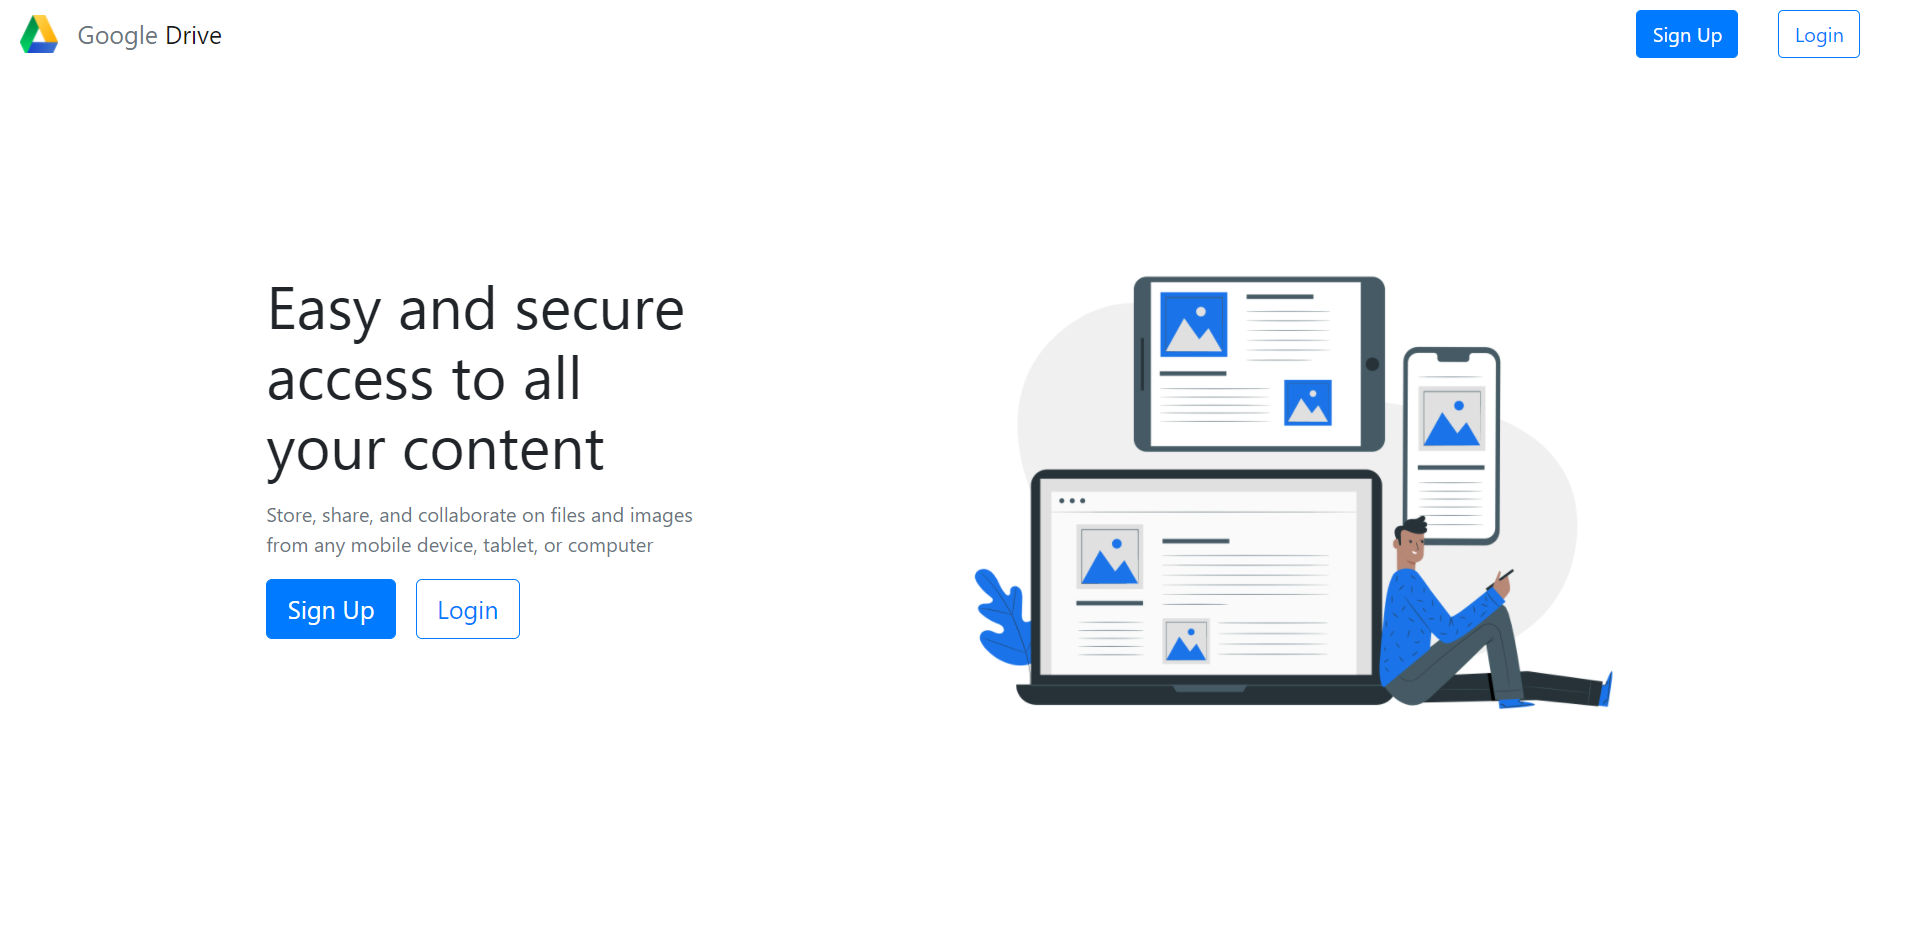 Google Drive
Sign Up
Login
Easy and secure
access to all
your content
Store, share, and collaborate on files and images
from any mobile device, tablet, or computer
Sign Up
Login